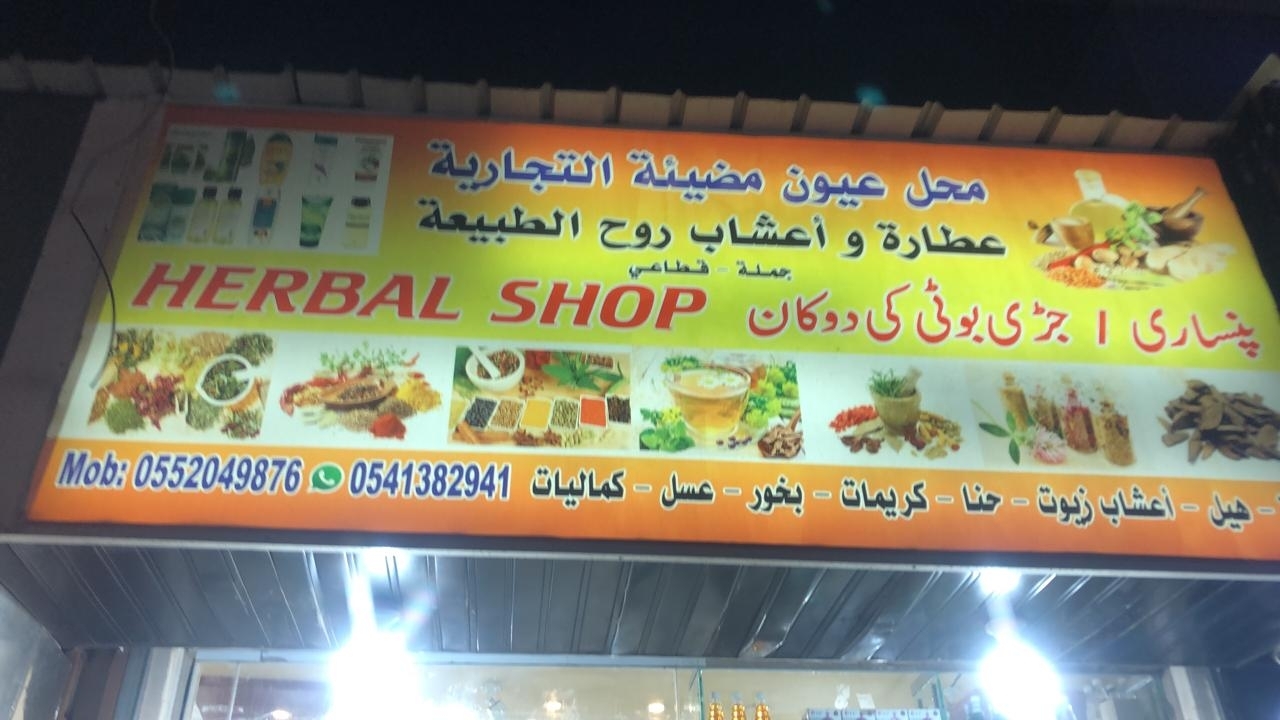 محل عيون مضيئة التجارية
عطارة و أعشاب روح الطبيعة
جملة - قطاعي
HERBAL SHOP پنساری / جڑی بوٹی کی دوکان
Mob: 0552049876 0541382941
هيل - أعشاب زيوت - حنا - كريمات - بخور - عسل - كماليات